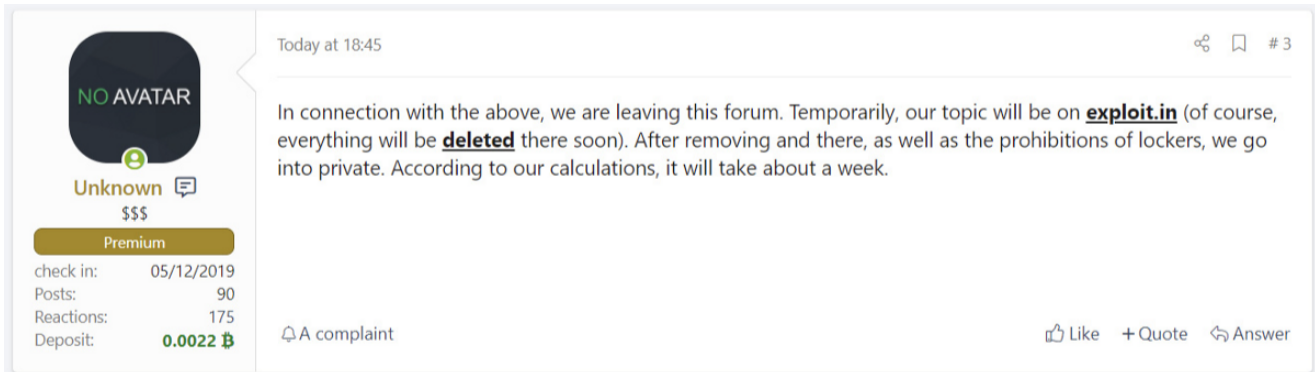 NO AVATAR
Unknown
$$$
Premium
check in: 05/12/2019
Posts: 90
Reactions: 175
Deposit: 0.0022 ₿
Today at 18:45
#3
In connection with the above, we are leaving this forum. Temporarily, our topic will be on exploit.in (of course,
everything will be deleted there soon). After removing and there, as well as the prohibitions of lockers, we go
into private. According to our calculations, it will take about a week.
A complaint
Like + Quote Answer